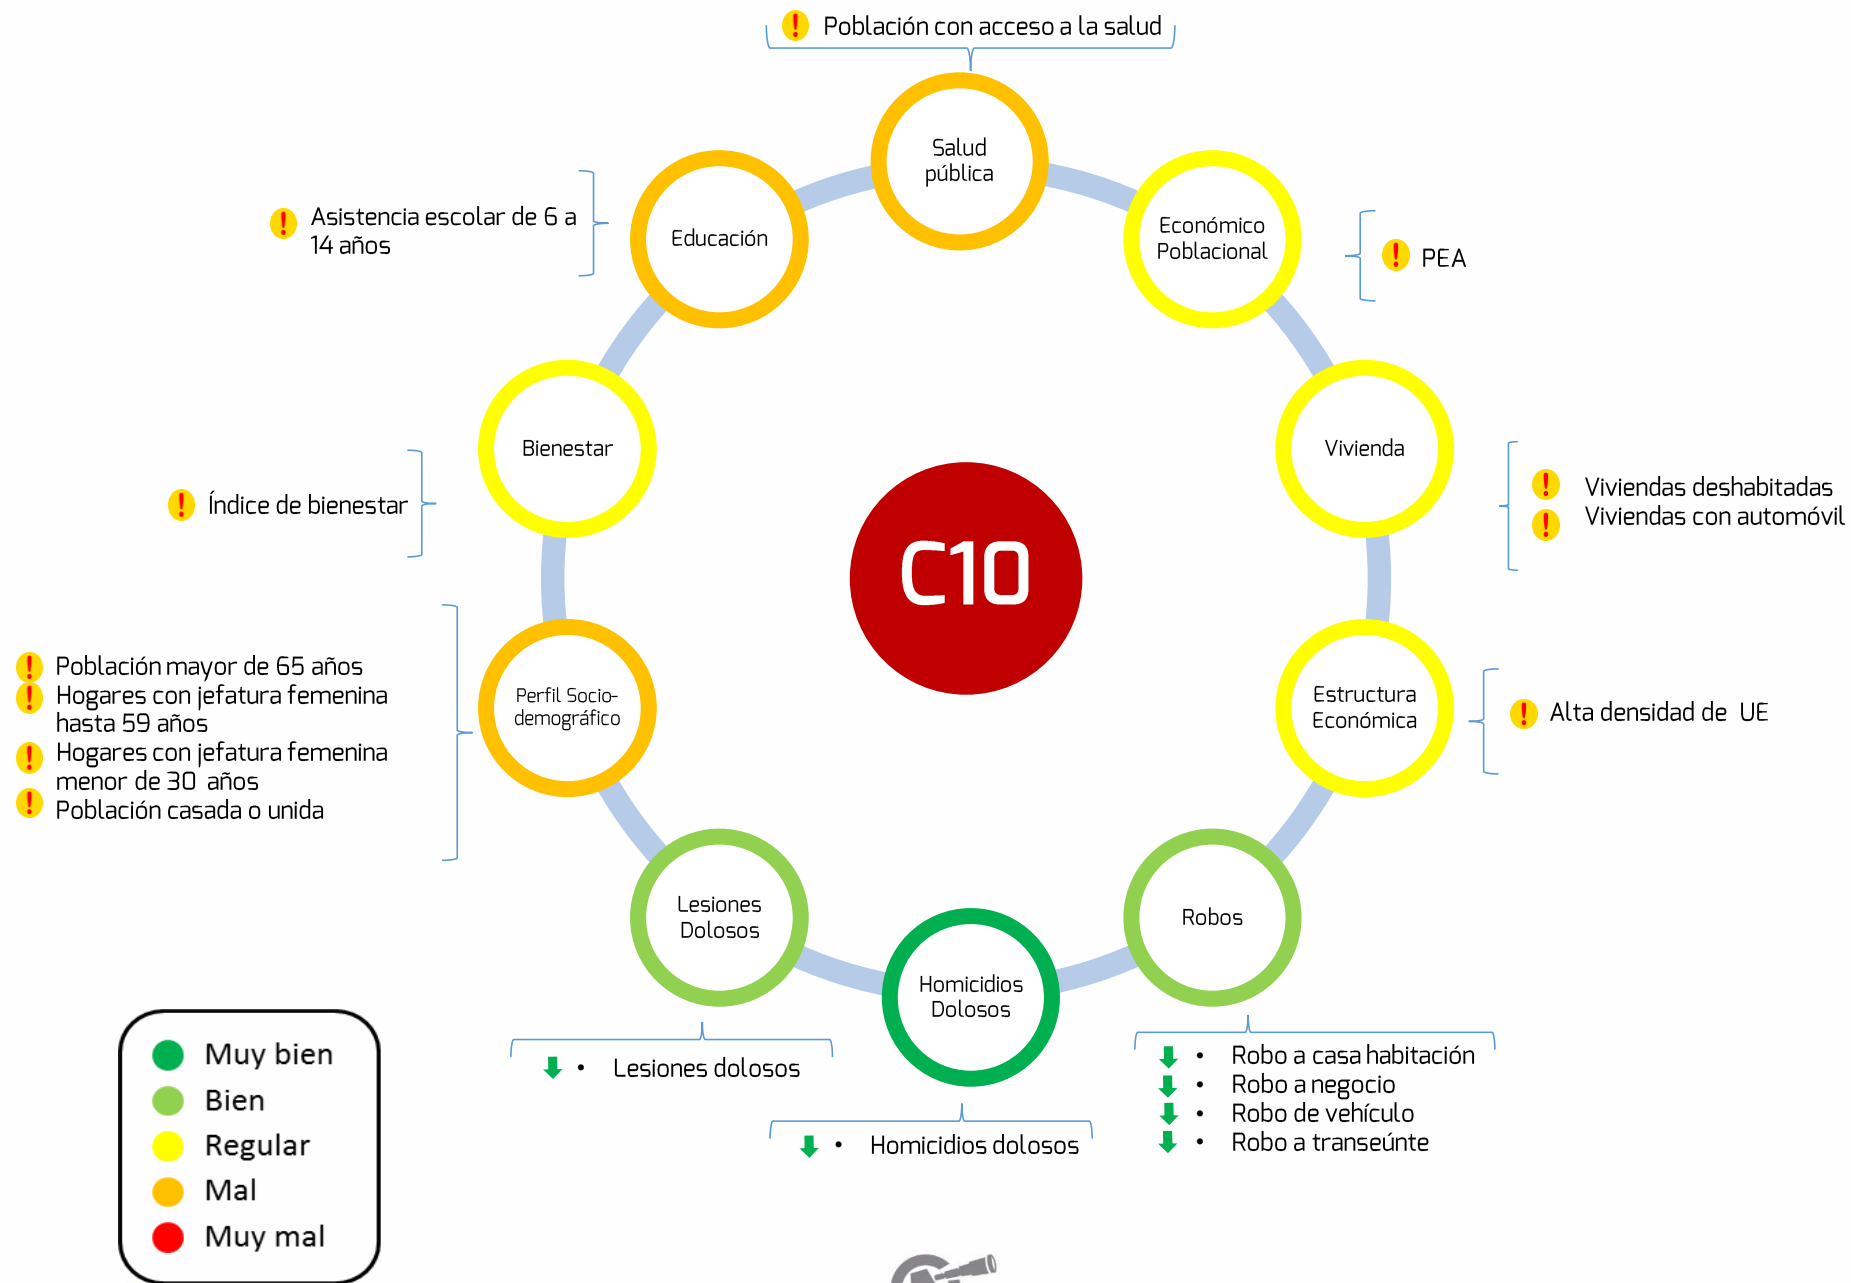 Población con acceso a la salud
Salud
pública
Económico
Poblacional
PEA
Vivienda
Viviendas deshabitadas
Viviendas con automóvil
Estructura
Económica
Alta densidad de UE
Robos
• Robo a casa habitación
• Robo a negocio
• Robo de vehículo
• Robo a transeúnte
Homicidios
Dolosos
• Homicidios dolosos
Lesiones
Dolosos
• Lesiones dolosos
Perfil Socio-
demográfico
Población mayor de 65 años
Hogares con jefatura femenina
hasta 59 años
Hogares con jefatura femenina
menor de 30 años
Población casada o unida
Bienestar
Índice de bienestar
Educación
Asistencia escolar de 6 a
14 años
C10
Muy bien
Bien
Regular
Mal
Muy mal